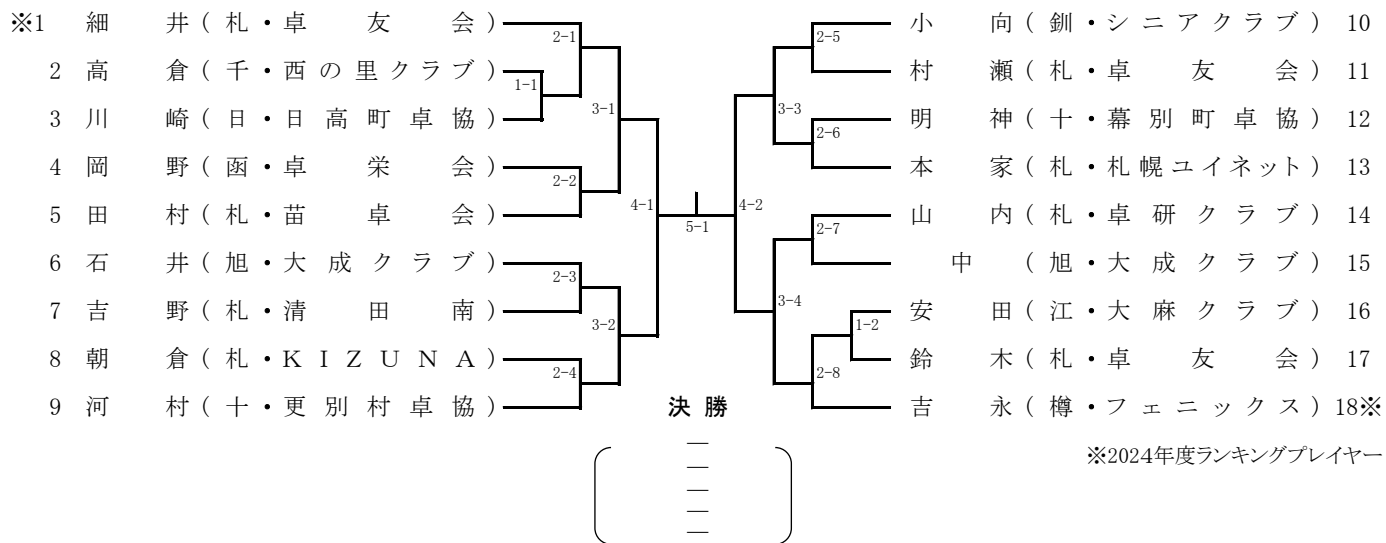 ※1 細井(札・卓友会)
2 高倉(千・西の里クラブ)
3 川崎(日・日高町卓協)
4 岡野(函・卓栄会)
5 田村(札・苗卓会)
6 石井(旭・大成クラブ)
7 吉野(札・清田南)
8 朝倉(札・KIZUNA)
9 河村(十・更別村卓協)
2-1
1-1
3-1
2-2
4-1
2-3
3-2
2-4
5-1
決勝
―
―
―
―
―
2-5
3-3
2-6
4-2
2-7
3-4
1-2
2-8
小向(釧・シニアクラブ) 10
村瀬(札・卓友会) 11
明神(十・幕別町卓協) 12
本家(札・札幌ユイネット) 13
山内(札・卓研クラブ) 14
中(旭・大成クラブ) 15
安田(江・大麻クラブ) 16
鈴木(札・卓友会) 17
吉永(樽・フェニックス) 18※
※2024年度ランキングプレイヤー